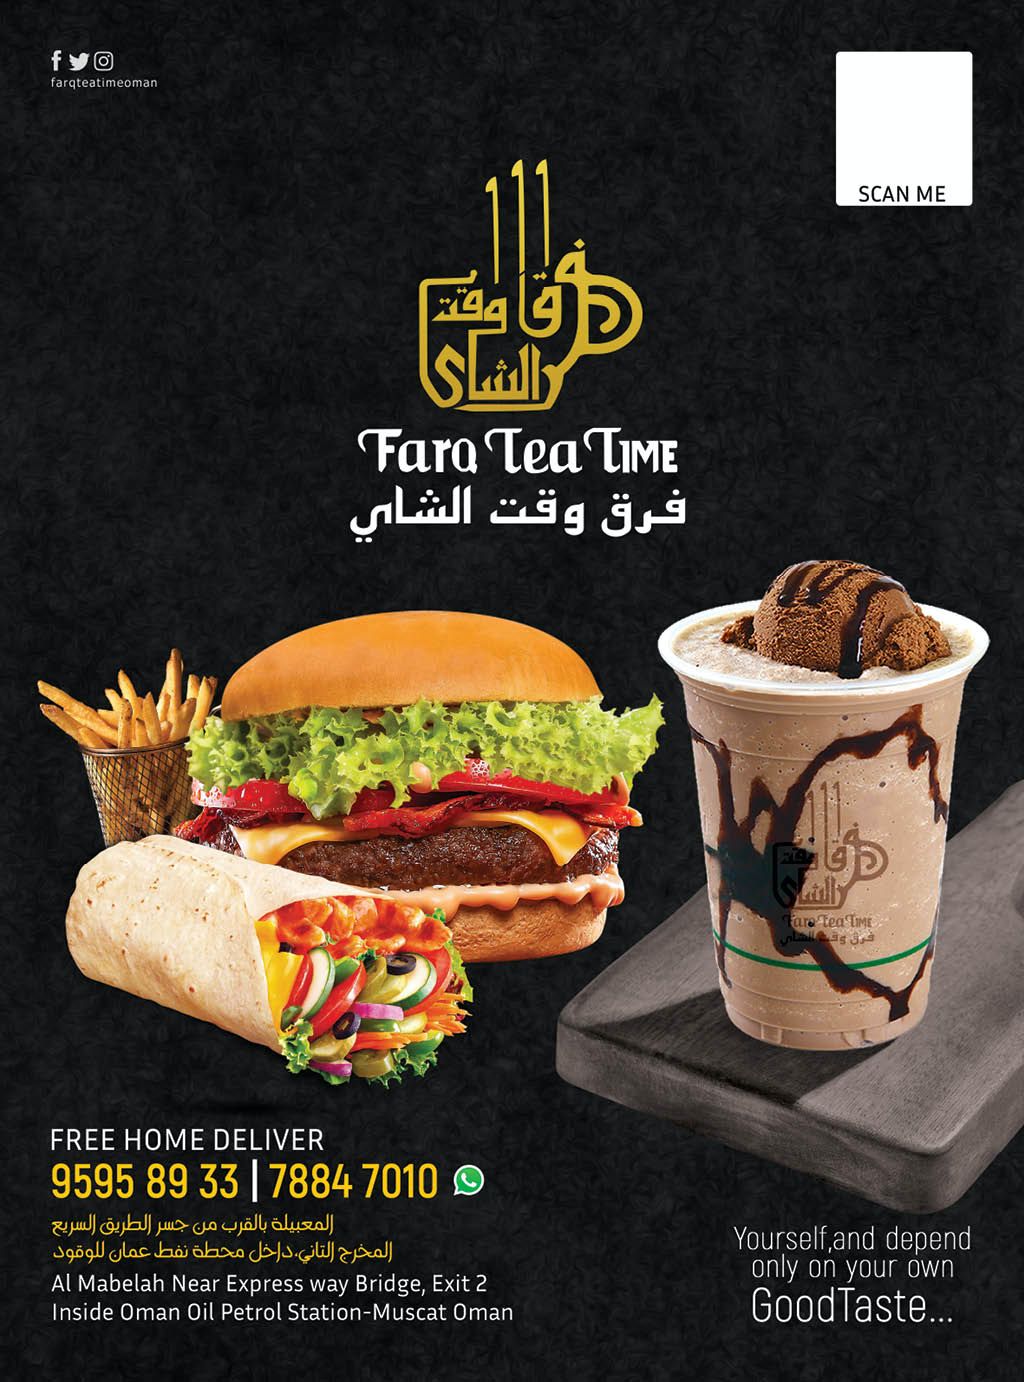 farqteatimeoman
SCAN ME
فرق وقت
الشاي
Farq Tea Time
فرق وقت الشاي
فرق وقت
الشاي
Farq Tea Time
فرق وقت الشاي
FREE HOME DELIVER
9595 89 33 | 7884 7010
المعبيلة بالقرب من جسر الطريق السريع
المخرج الثاني،داخل محطة نفط عمان للوقود
Al Mabelah Near Express way Bridge, Exit 2
Inside Oman Oil Petrol Station-Muscat Oman
Yourself,and depend
only on your own
GoodTaste...